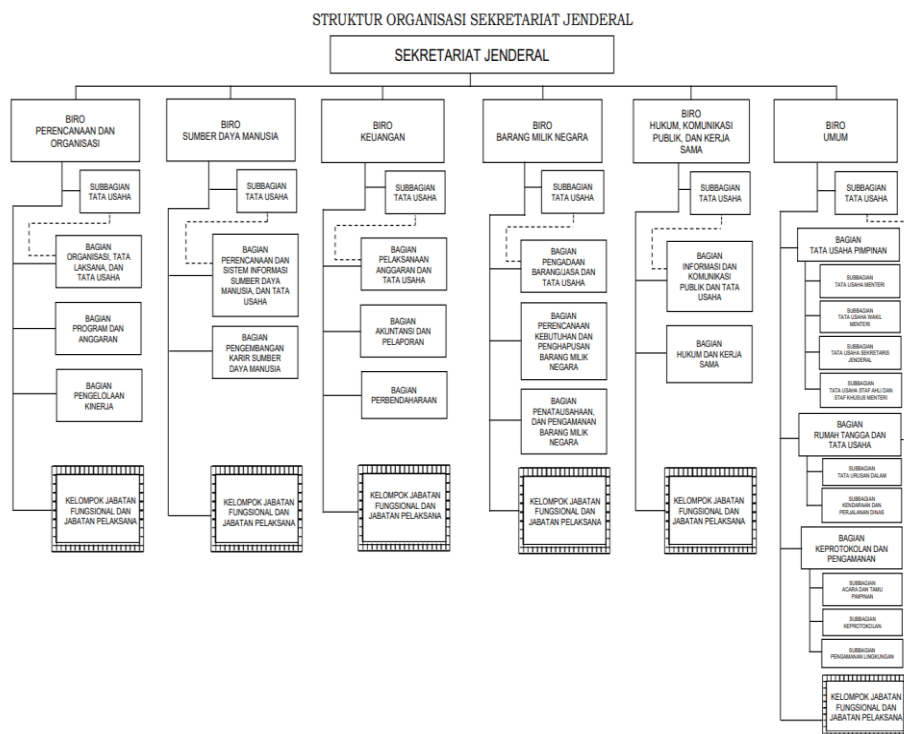 STRUKTUR ORGANISASI SEKRETARIAT JENDERAL
SEKRETARIAT JENDERAL
BIRO
PERENCANAAN DAN
ORGANISASI
SUBBAGIAN
TATA USAHA
BAGIAN
ORGANISASI, TATA
LAKSANA, DAN
TATA USAHA
BAGIAN
PROGRAM DAN
ANGGARAN
BAGIAN
PENGELOLAAN
KINERJA
KELOMPOK JABATAN
FUNGSIONAL DAN
JABATAN PELAKSANA
BIRO
SUMBER DAYA MANUSIA
SUBBAGIAN
TATA USAHA
BAGIAN
PERENCANAAN DAN
SISTEM INFORMASI
SUMBER DAYA
MANUSIA, DAN TATA
USAHA
BAGIAN
PENGEMBANGAN
KARIR SUMBER
DAYA MANUSIA
KELOMPOK JABATAN
FUNGSIONAL DAN
JABATAN PELAKSANA
BIRO
KEUANGAN
SUBBAGIAN
TATA USAHA
BAGIAN
PELAKSANAAN
ANGGARAN DAN
TATA USAHA
BAGIAN
AKUNTANSI DAN
PELAPORAN
BAGIAN
PERBENDAHARAAN
KELOMPOK JABATAN
FUNGSIONAL DAN
JABATAN PELAKSANA
BIRO
BARANG MILIK NEGARA
SUBBAGIAN
TATA USAHA
BAGIAN
PENGADAAN
BARANG/JASA DAN
TATA USAHA
BAGIAN
PERENCANAAN
KEBUTUHAN DAN
PENGHAPUSAN
BARANG MILIK
NEGARA
BAGIAN
PENATAUSAHAAN,
DAN PENGAMANAN
BARANG MILIK
NEGARA
KELOMPOK JABATAN
FUNGSIONAL DAN
JABATAN PELAKSANA
BIRO
HUKUM, KOMUNIKASI
PUBLIK, DAN KERJA
SAMA
SUBBAGIAN
TATA USAHA
BAGIAN
INFORMASI DAN
KOMUNIKASI
PUBLIK DAN TATA
USAHA
BAGIAN
HUKUM DAN KERJA
SAMA
KELOMPOK JABATAN
FUNGSIONAL DAN
JABATAN PELAKSANA
BIRO
UMUM
SUBBAGIAN
TATA USAHA
BAGIAN
TATA USAHA PIMPINAN
SUBBAGIAN
TATA USAHA MENTERI
SUBBAGIAN
TATA USAHA WAKIL
MENTERI
SUBBAGIAN
TATA USAHA SEKRETARIS
JENDERAL
SUBBAGIAN
TATA USAHA STAF AHLI DAN
STAF KHUSUS MENTERI
BAGIAN
RUMAH TANGGA DAN
TATA USAHA
SUBBAGIAN
TATA URUSAN DALAM
SUBBAGIAN
KENDARAAN DAN
PERJALANAN DINAS
BAGIAN
KEPROTOKOLAN DAN
PENGAMANAN
SUBBAGIAN
ACARA DAN TAMU
PIMPINAN
SUBBAGIAN
KEPROTOKOLAN
SUBBAGIAN
PENGAMANAN LINGKUNGAN
KELOMPOK JABATAN
FUNGSIONAL DAN
JABATAN PELAKSANA